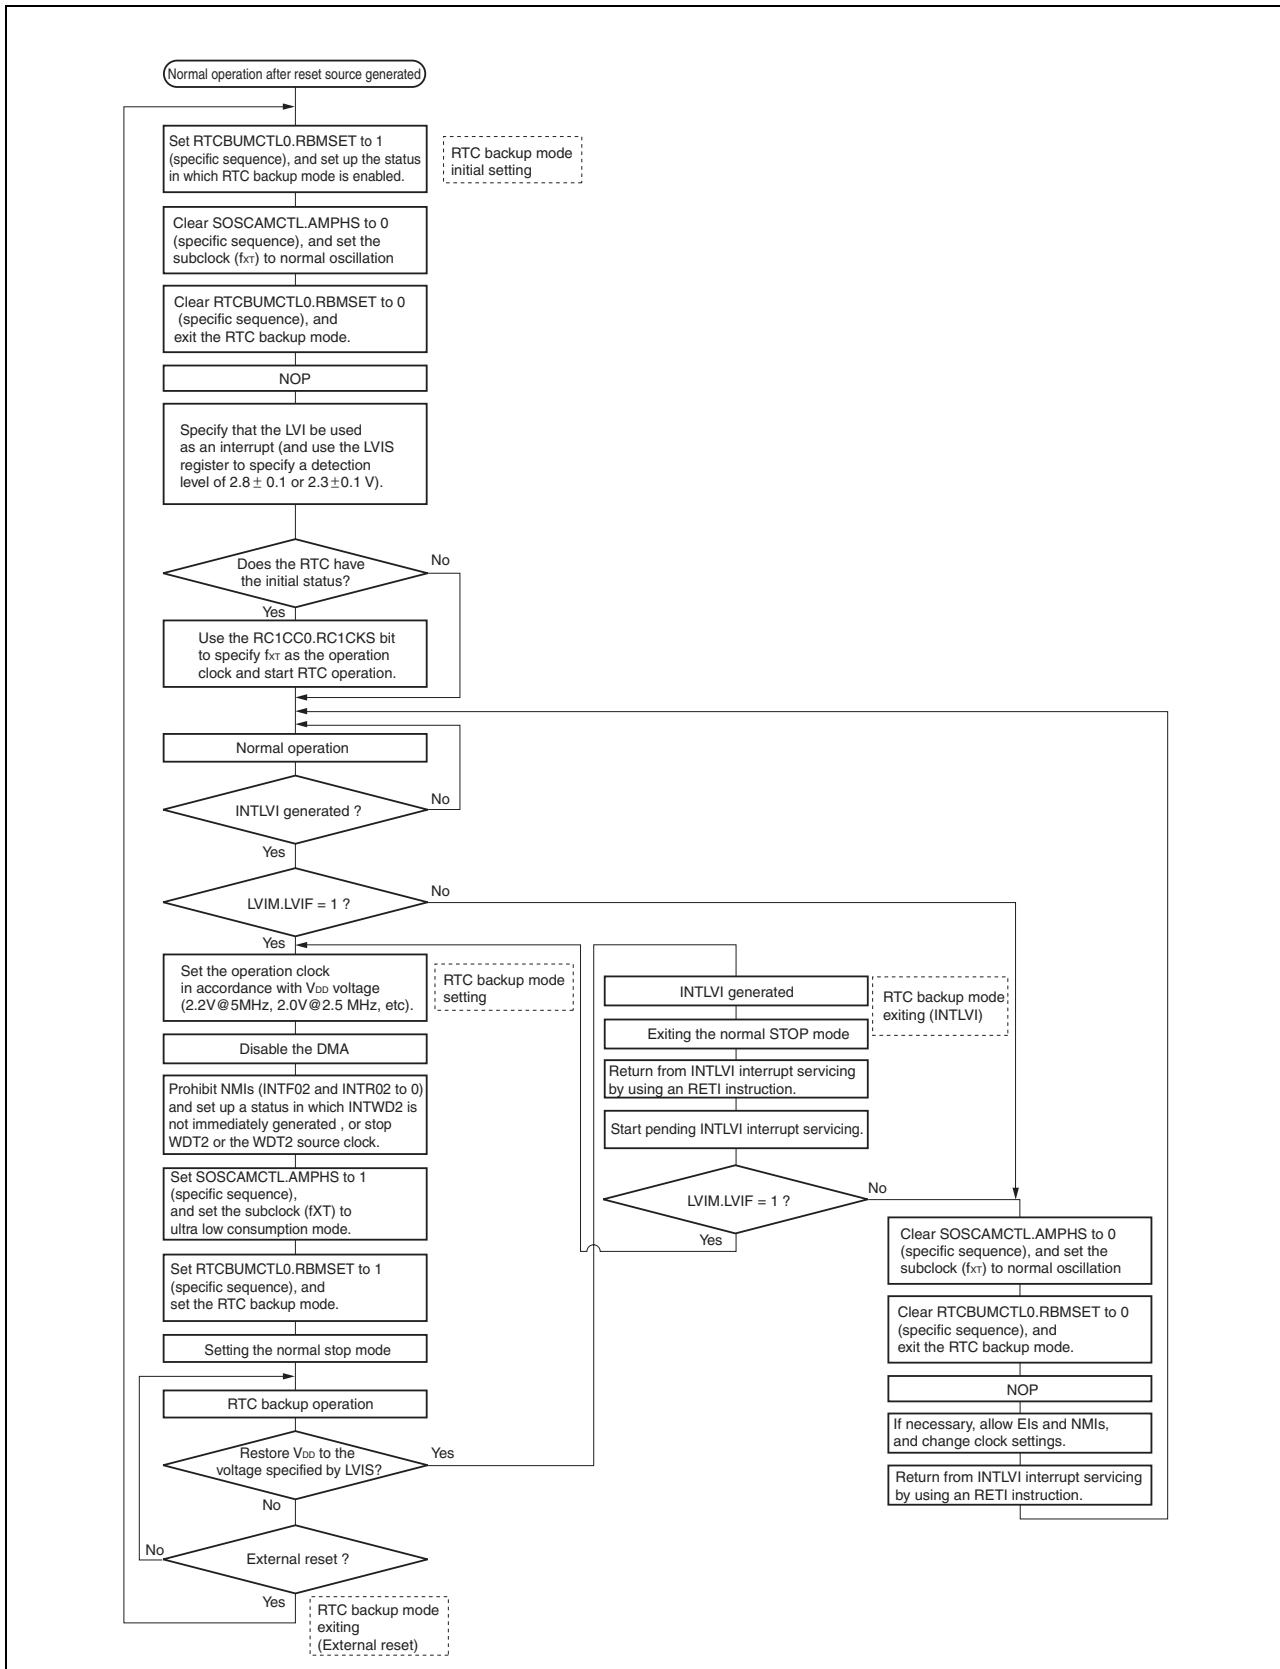 Normal operation after reset source generated
Set RTCBUMCTL0.RBMSET to 1
(specific sequence), and set up the status
in which RTC backup mode is enabled.
RTC backup mode
initial setting
Clear SOSCAMCTL.AMPHS to 0
(specific sequence), and set the
subclock (fXT) to normal oscillation
Clear RTCBUMCTL0.RBMSET to 0
(specific sequence), and
exit the RTC backup mode.
NOP
Specify that the LVI be used
as an interrupt (and use the LVIS
register to specify a detection
level of 2.8 ± 0.1 or 2.3 ±0.1 V).
Does the RTC have
the initial status?
No
Yes
Use the RC1CC0.RC1CKS bit
to specify fXT as the operation
clock and start RTC operation.
Normal operation
INTLVI generated ?
No
Yes
LVIM.LVIF = 1 ?
No
Yes
Set the operation clock
in accordance with VDD voltage
(2.2V@5MHz, 2.0V@2.5 MHz, etc).
RTC backup mode
setting
Disable the DMA
Prohibit NMIs (INTF02 and INTR02 to 0)
and set up a status in which INTWD2 is
not immediately generated , or stop
WDT2 or the WDT2 source clock.
Set SOSCAMCTL.AMPHS to 1
(specific sequence),
and set the subclock (fXT) to
ultra low consumption mode.
Set RTCBUMCTL0.RBMSET to 1
(specific sequence), and
set the RTC backup mode.
Setting the normal stop mode
RTC backup operation
Restore VDD to the
voltage specified by LVIS?
Yes
No
External reset ?
No
Yes
RTC backup mode
exiting
(External reset)
INTLVI generated
RTC backup mode
exiting (INTLVI)
Exiting the normal STOP mode
Return from INTLVI interrupt servicing
by using an RETI instruction.
Start pending INTLVI interrupt servicing.
LVIM.LVIF = 1 ?
No
Yes
Clear SOSCAMCTL.AMPHS to 0
(specific sequence), and set the
subclock (fXT) to normal oscillation
Clear RTCBUMCTL0.RBMSET to 0
(specific sequence), and
exit the RTC backup mode.
NOP
If necessary, allow EIs and NMIs,
and change clock settings.
Return from INTLVI interrupt servicing
by using an RETI instruction.